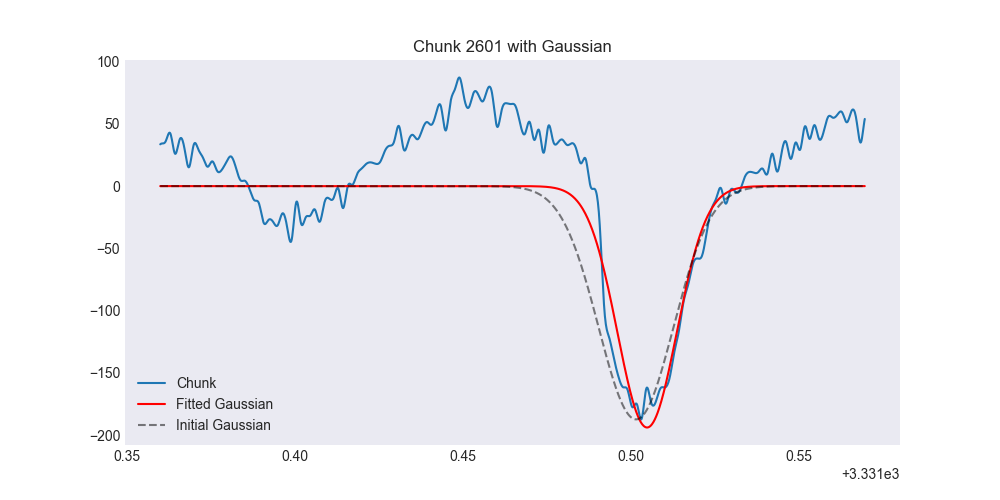 Chunk 2601 with Gaussian
100
50
0
−50
−100
−150
−200
Chunk
Fitted Gaussian
Initial Gaussian
0.35 0.40 0.45 0.50 0.55
+3.331e3